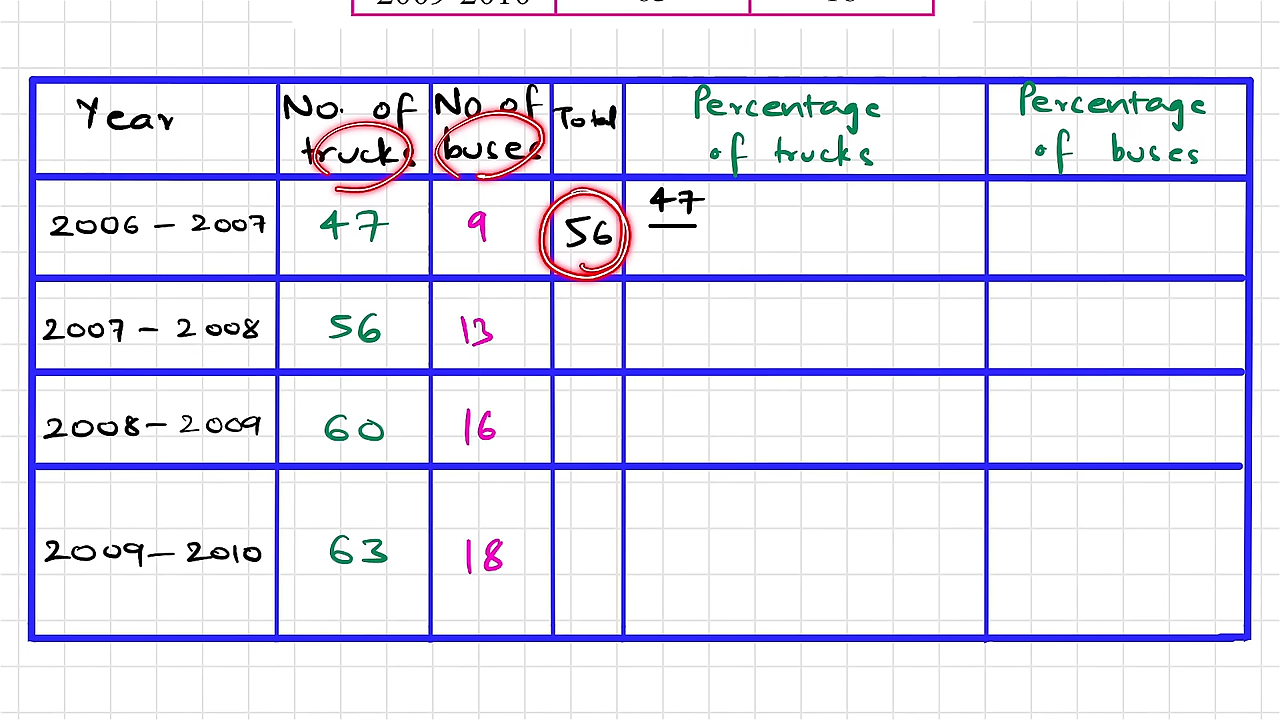 Year No. of trucks No of buses Total Percentage of trucks Percentage of buses
2006 - 2007 47 9 56 47
2007 - 2008 56 13
2008 - 2009 60 16
2009 - 2010 63 18